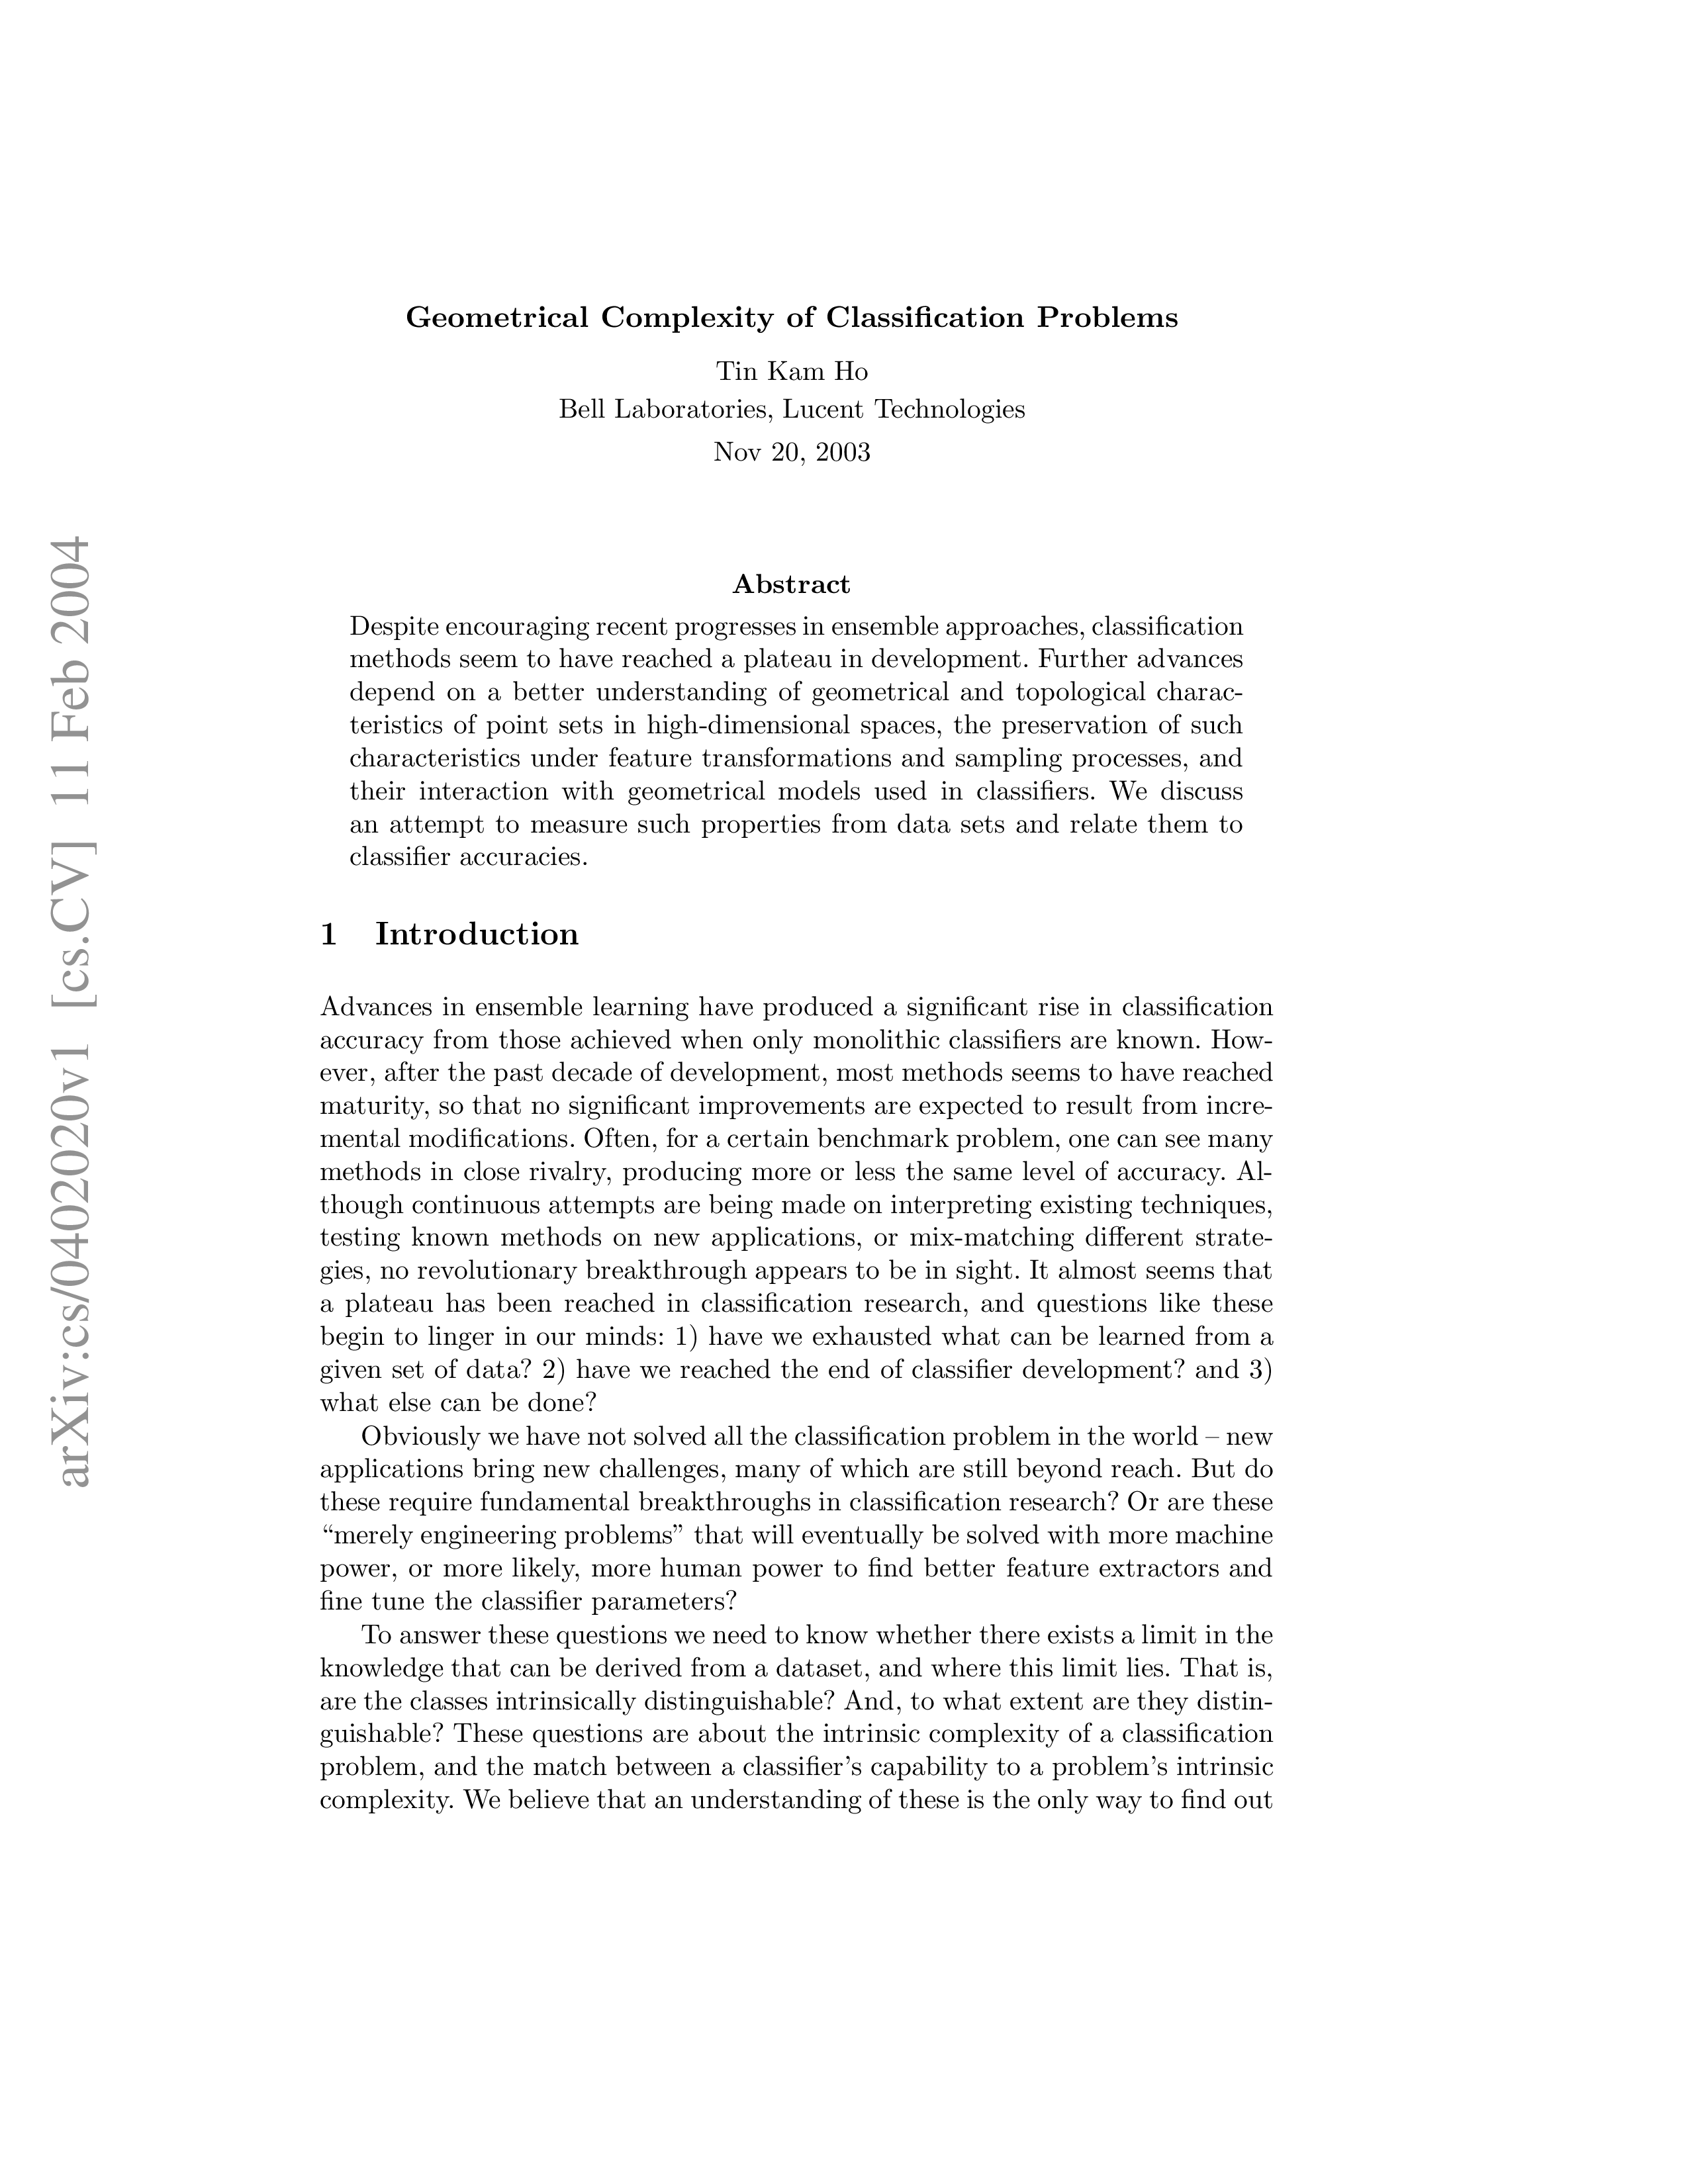 Geometrical Complexity of Classification Problems
Tin Kam Ho
Bell Laboratories, Lucent Technologies
Nov 20, 2003
arXiv:cs/0402020v1 [cs.CV] 11 Feb 2004
Abstract
Despite encouraging recent progresses in ensemble approaches, classification
methods seem to have reached a plateau in development. Further advances
depend on a better understanding of geometrical and topological charac-
teristics of point sets in high-dimensional spaces, the preservation of such
characteristics under feature transformations and sampling processes, and
their interaction with geometrical models used in classifiers. We discuss
an attempt to measure such properties from data sets and relate them to
classifier accuracies.
1 Introduction
Advances in ensemble learning have produced a significant rise in classification
accuracy from those achieved when only monolithic classifiers are known. How-
ever, after the past decade of development, most methods seems to have reached
maturity, so that no significant improvements are expected to result from incre-
mental modifications. Often, for a certain benchmark problem, one can see many
methods in close rivalry, producing more or less the same level of accuracy. Al-
though continuous attempts are being made on interpreting existing techniques,
testing known methods on new applications, or mix-matching different strate-
gies, no revolutionary breakthrough appears to be in sight. It almost seems that
a plateau has been reached in classification research, and questions like these
begin to linger in our minds: 1) have we exhausted what can be learned from a
given set of data? 2) have we reached the end of classifier development? and 3)
what else can be done?
Obviously we have not solved all the classification problem in the world – new
applications bring new challenges, many of which are still beyond reach. But do
these require fundamental breakthroughs in classification research? Or are these
“merely engineering problems” that will eventually be solved with more machine
power, or more likely, more human power to find better feature extractors and
fine tune the classifier parameters?
To answer these questions we need to know whether there exists a limit in the
knowledge that can be derived from a dataset, and where this limit lies. That is,
are the classes intrinsically distinguishable? And, to what extent are they distin-
guishable? These questions are about the intrinsic complexity of a classification
problem, and the match between a classifier’s capability to a problem’s intrinsic
complexity. We believe that an understanding of these is the only way to find out